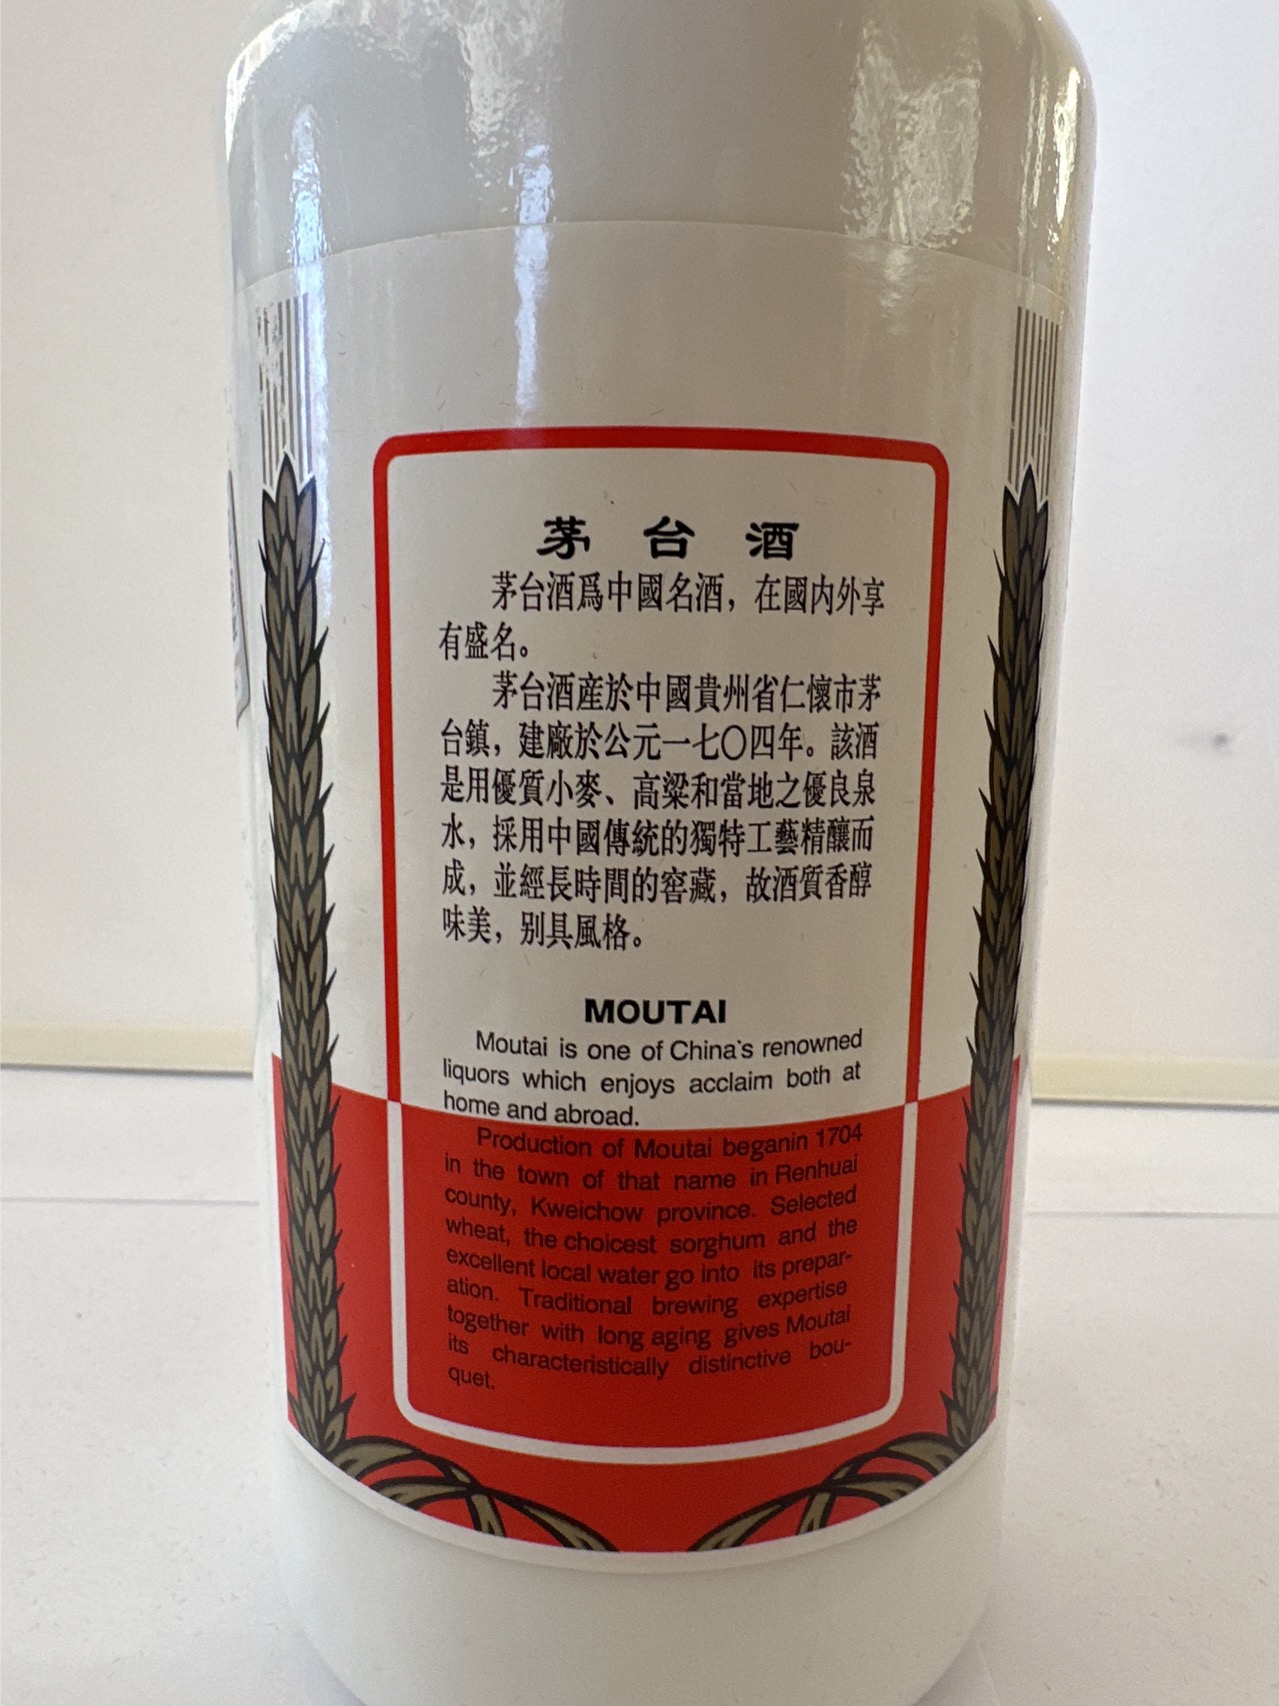 茅台酒
茅台酒爲中國名酒，在國内外享
有盛名。
茅台酒産於中國貴州省仁懷市茅
台鎮，建廠於公元一七〇四年。該酒
是用優質小麥、高粱和當地之優良泉
水，採用中國傳統的獨特工藝精釀而
成，並經長時間的窖藏，故酒質香醇
味美，别具風格。
MOUTAI
Moutai is one of China`s renowned
liquors which enjoys acclaim both at
home and abroad.
Production of Moutai beganin 1704
in the town of that name in Renhuai
county, Kweichow province. Selected
wheat, the choicest sorghum and the
excellent local water go into its prepar-
ation. Traditional brewing expertise
together with long aging gives Moutai
its characteristically distinctive bou-
quet.